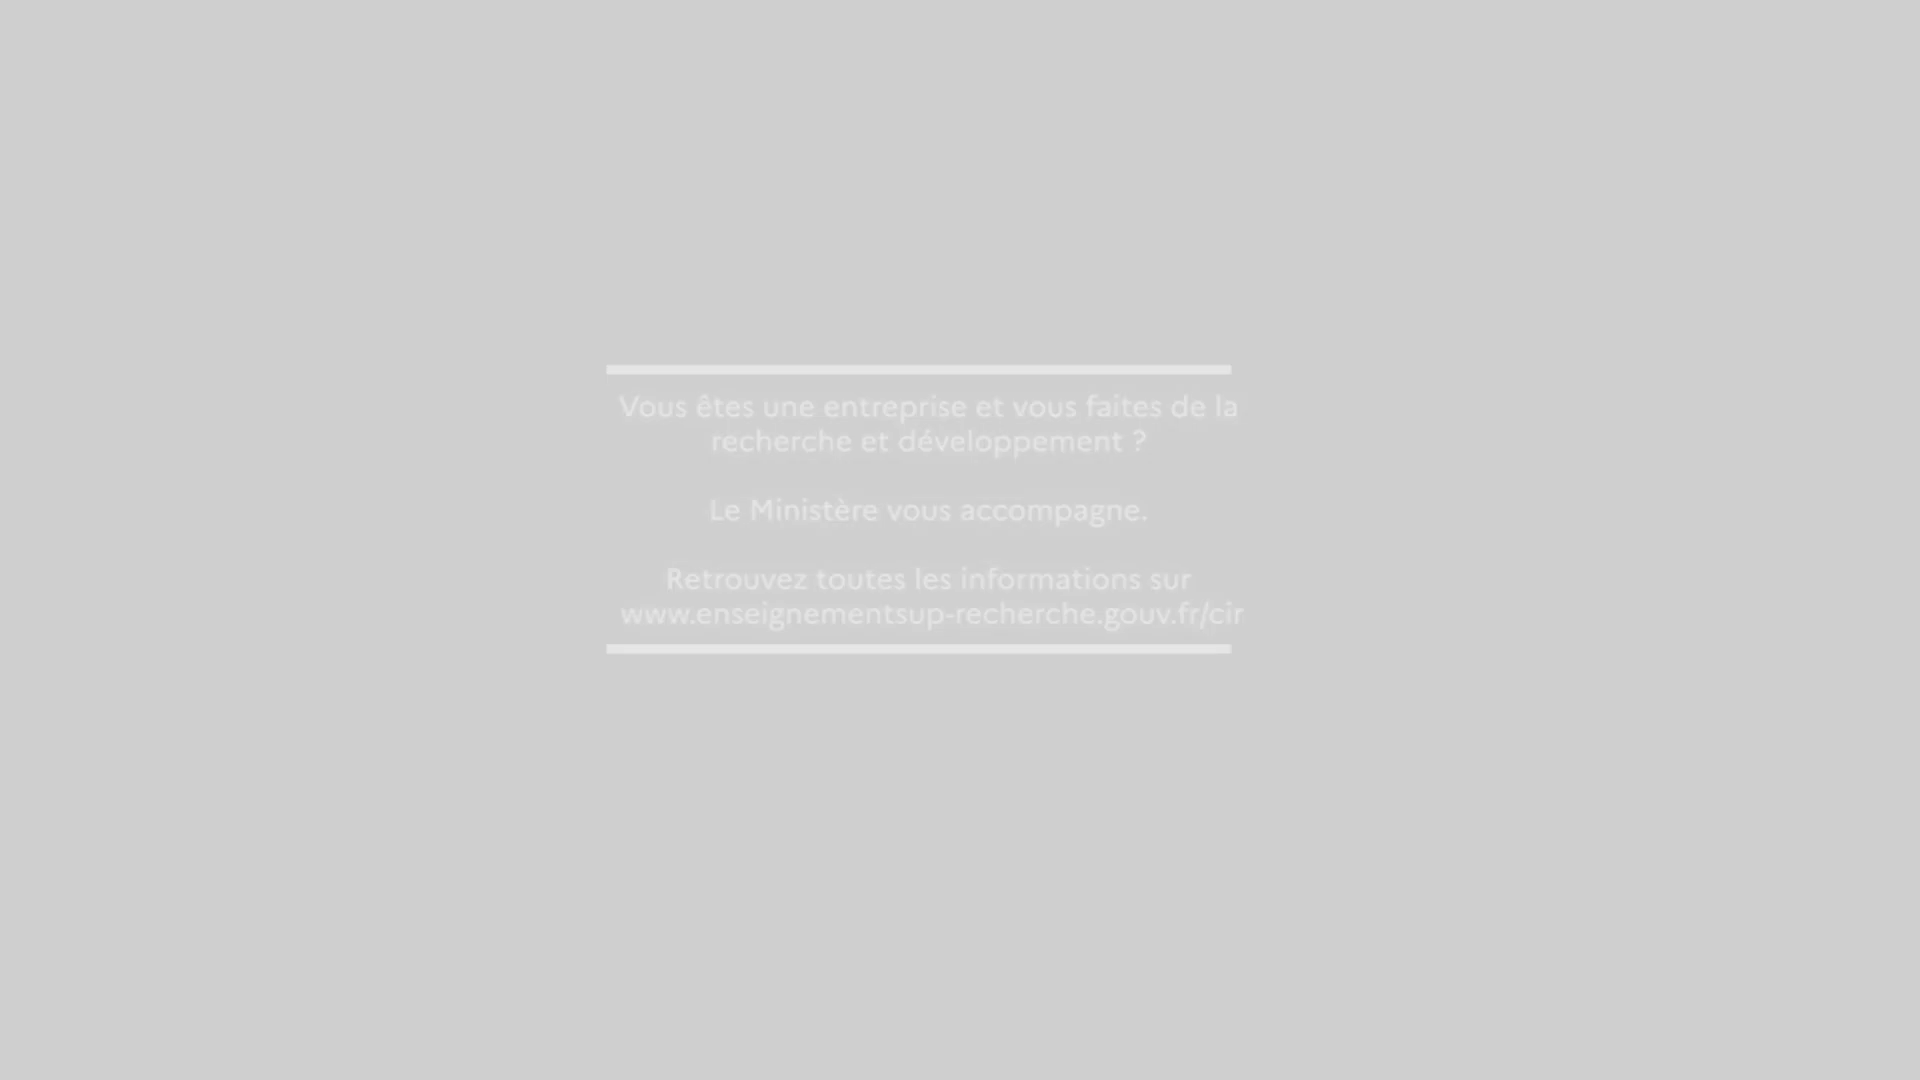 Vous êtes une entreprise et vous faites de la
recherche et développement ?
Le Ministère vous accompagne.
Retrouvez toutes les informations sur
www.enseignementsup-recherche.gouv.fr/cir